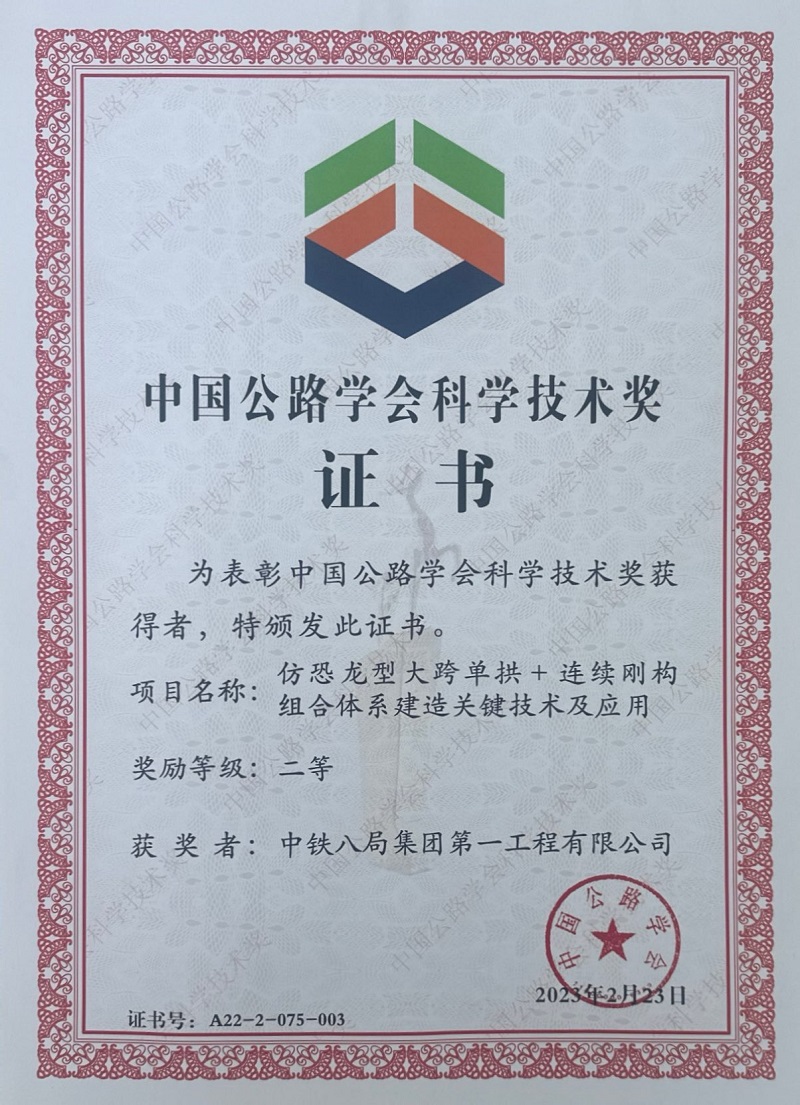 中国公路学会科学技术奖
证书
为表彰中国公路学会科学技术奖获
得者，特颁发此证书。
项目名称：仿恐龙型大跨单拱+连续刚构
组合体系建造关键技术及应用
奖励等级：二等
获奖者：中铁八局集团第一工程有限公司
中国公路学会
2023年2月23日
证书号：A22-2-075-003